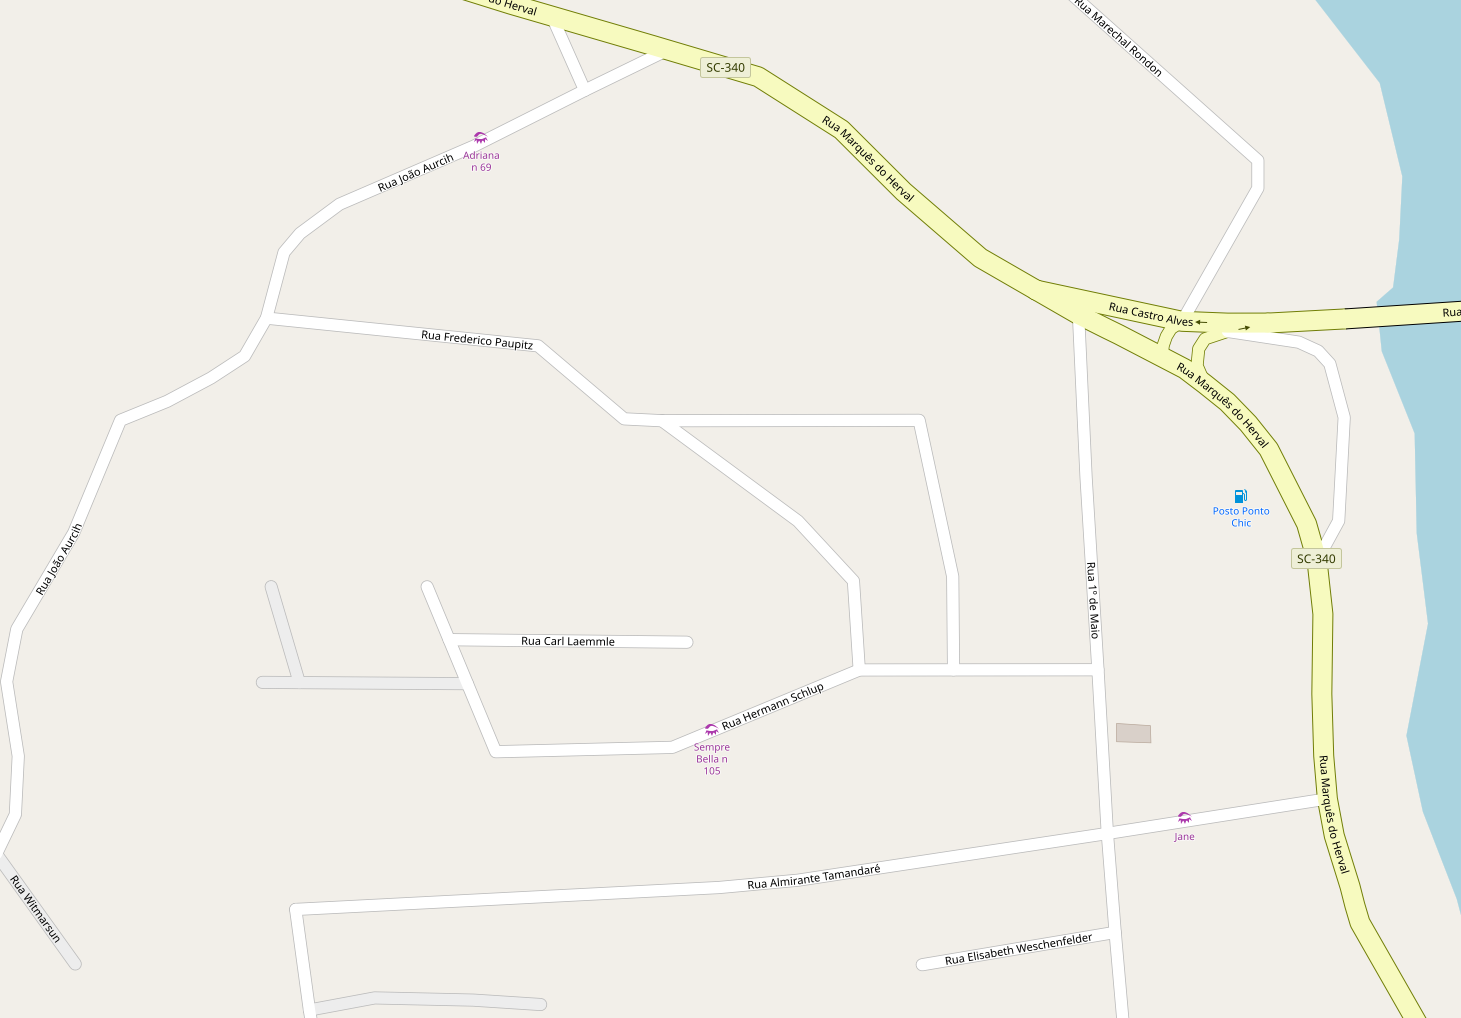 do Herval
Rua Marechal Rondon
SC-340
Rua Marquês do Herval
Adriana
n 69
Rua João Aurcih
Rua Castro Alves
Rua
Rua Frederico Paupitz
Rua Marquês do Herval
Posto Ponto
Chic
Rua João Aurcih
SC-340
Rua 1º de Maio
Rua Carl Laemmle
Rua Hermann Schlup
Sempre
Bella n
105
Rua Marquês do Herval
Jane
Rua Almirante Tamandaré
Rua Witmarsun
Rua Elisabeth Weschenfelder